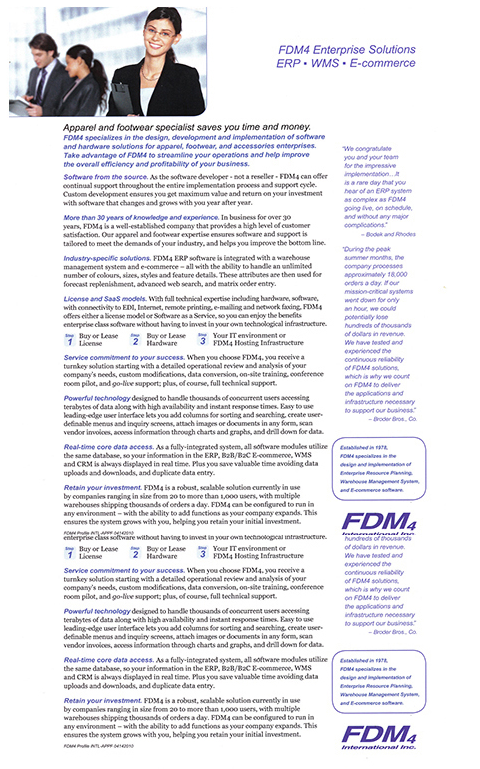 FDM4 Enterprise Solutions
ERP • WMS • E-commerce
Apparel and footwear specialist saves you time and money.
FDM4 specializes in the design, development and implementation of software
and hardware solutions for apparel, footwear, and accessories enterprises.
Take advantage of FDM4 to streamline your operations and help improve
the overall efficiency and profitability of your business.
Software from the source. As the software developer - not a reseller - FDM4 can offer
continual support throughout the entire implementation process and support cycle.
Custom development ensures you get maximum value and return on your investment
with software that changes and grows with you year after year.
More than 30 years of knowledge and experience. In business for over 30
years, FDM4 is a well-established company that provides a high level of customer
satisfaction. Our apparel and footwear expertise ensures software and support is
tailored to meet the demands of your industry, and helps you improve the bottom line.
Industry-specific solutions. FDM4 ERP software is integrated with a warehouse
management system and e-commerce – all with the ability to handle an unlimited
number of colours, sizes, styles and feature details. These attributes are then used for
forecast replenishment, advanced web search, and matrix order entry.
License and SaaS models. With full technical expertise including hardware, software,
with connectivity to EDI, Internet, remote printing, e-mailing and network faxing, FDM4
offers either a license model or Software as a Service, so you can enjoy the benefits
enterprise class software without having to invest in your own technological infrastructure.
Step 1 Buy or Lease License Step 2 Buy or Lease Hardware Step 3 Your IT environment or FDM4 Hosting Infrastructure
Service commitment to your success. When you choose FDM4, you receive a
turnkey solution starting with a detailed operational review and analysis of your
company's needs, custom modifications, data conversion, on-site training, conference
room pilot, and go-live support; plus, of course, full technical support.
Powerful technology designed to handle thousands of concurrent users accessing
terabytes of data along with high availability and instant response times. Easy to use
leading-edge user interface lets you add columns for sorting and searching, create user-
definable menus and inquiry screens, attach images or documents in any form, scan
vendor invoices, access information through charts and graphs, and drill down for data.
Real-time core data access. As a fully-integrated system, all software modules utilize
the same database, so your information in the ERP, B2B/B2C E-commerce, WMS
and CRM is always displayed in real time. Plus you save valuable time avoiding data
uploads and downloads, and duplicate data entry.
Retain your investment. FDM4 is a robust, scalable solution currently in use
by companies ranging in size from 20 to more than 1,000 users, with multiple
warehouses shipping thousands of orders a day. FDM4 can be configured to run in
any environment – with the ability to add functions as your company expands. This
ensures the system grows with you, helping you retain your initial investment.
FDM4 Profile INTL-APPF 04142010
"We congratulate
you and your team
for the impressive
implementation…It
is a rare day that you
hear of an ERP system
as complex as FDM4
going live, on schedule,
and without any major
complications."
– Bodek and Rhodes
"During the peak
summer months, the
company processes
approximately 18,000
orders a day. If our
mission-critical systems
went down for only
an hour, we could
potentially lose
hundreds of thousands
of dollars in revenue.
We have tested and
experienced the
continuous reliability
of FDM4 solutions,
which is why we count
on FDM4 to deliver
the applications and
infrastructure necessary
to support our business."
– Broder Bros., Co.
Established in 1978,
FDM4 specializes in the
design and implementation of
Enterprise Resource Planning,
Warehouse Management System,
and E-commerce software.
FDM4
International Inc.
enterprise class software without having to invest in your own technological infrastructure.
Step 1 Buy or Lease License Step 2 Buy or Lease Hardware Step 3 Your IT environment or FDM4 Hosting Infrastructure
Service commitment to your success. When you choose FDM4, you receive a
turnkey solution starting with a detailed operational review and analysis of your
company's needs, custom modifications, data conversion, on-site training, conference
room pilot, and go-live support; plus, of course, full technical support.
Powerful technology designed to handle thousands of concurrent users accessing
terabytes of data along with high availability and instant response times. Easy to use
leading-edge user interface lets you add columns for sorting and searching, create user-
definable menus and inquiry screens, attach images or documents in any form, scan
vendor invoices, access information through charts and graphs, and drill down for data.
Real-time core data access. As a fully-integrated system, all software modules utilize
the same database, so your information in the ERP, B2B/B2C E-commerce, WMS
and CRM is always displayed in real time. Plus you save valuable time avoiding data
uploads and downloads, and duplicate data entry.
Retain your investment. FDM4 is a robust, scalable solution currently in use
by companies ranging in size from 20 to more than 1,000 users, with multiple
warehouses shipping thousands of orders a day. FDM4 can be configured to run in
any environment – with the ability to add functions as your company expands. This
ensures the system grows with you, helping you retain your initial investment.
FDM4 Profile INTL-APPF 04142010
hundreds of thousands
of dollars in revenue.
We have tested and
experienced the
continuous reliability
of FDM4 solutions,
which is why we count
on FDM4 to deliver
the applications and
infrastructure necessary
to support our business."
– Broder Bros., Co.
Established in 1978,
FDM4 specializes in the
design and implementation of
Enterprise Resource Planning,
Warehouse Management System,
and E-commerce software.
FDM4
International Inc.